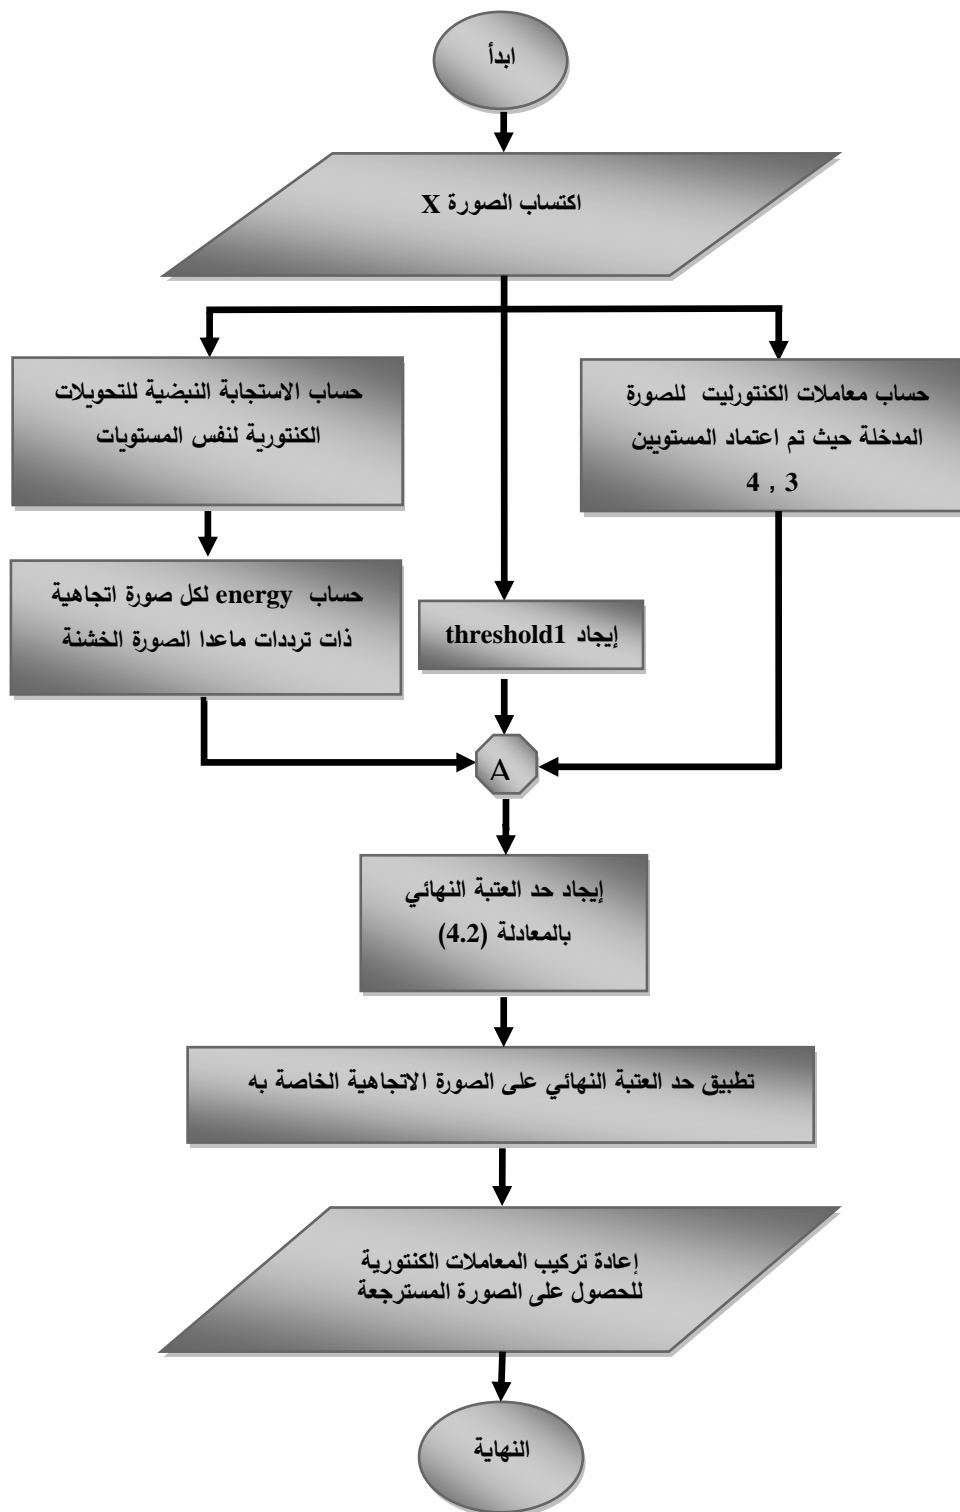 ابدأ
اكتساب الصورة X
حساب معاملات الكنتورليت للصورة
المدخلة حيث تم اعتماد المستويين
3 , 4
حساب الاستجابة النبضية للتحويلات
الكنتورية لنفس المستويات
حساب energy لكل صورة اتجاهية
ذات ترددات ماعدا الصورة الخشنة
إيجاد threshold1
A
إيجاد حد العتبة النهائي
بالمعادلة (4.2)
تطبيق حد العتبة النهائي على الصورة الاتجاهية الخاصة به
إعادة تركيب المعاملات الكنتورية
للحصول على الصورة المسترجعة
النهاية